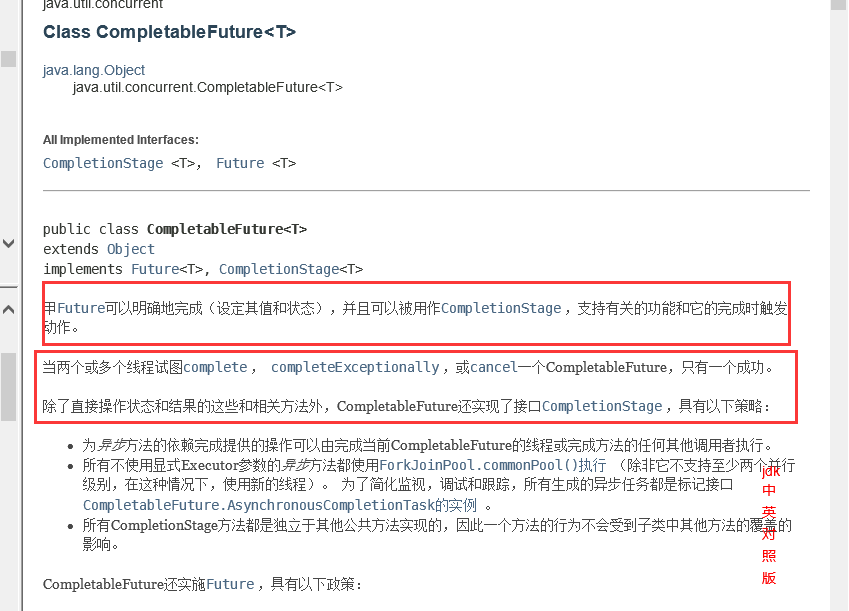 java.util.concurrent
Class CompletableFuture<T>
java.lang.Object
java.util.concurrent.CompletableFuture<T>
All Implemented Interfaces:
CompletionStage <T>， Future <T>
public class CompletableFuture<T>
extends Object
implements Future<T>, CompletionStage<T>
甲Future可以明确地完成（设定其值和状态），并且可以被用作CompletionStage ，支持有关的功能和它的完成时触发
动作。
当两个或多个线程试图complete ， completeExceptionally ，或cancel一个CompletableFuture，只有一个成功。
除了直接操作状态和结果的这些和相关方法外，CompletableFuture还实现了接口CompletionStage ，具有以下策略：
• 为异步方法的依赖完成提供的操作可以由完成当前CompletableFuture的线程或完成方法的任何其他调用者执行。
• 所有不使用显式Executor参数的异步方法都使用ForkJoinPool.commonPool()执行 （除非它不支持至少两个并行
级别，在这种情况下，使用新的线程）。 为了简化监视，调试和跟踪，所有生成的异步任务都是标记接口
CompletableFuture.AsynchronousCompletionTask的实例 。
• 所有CompletionStage方法都是独立于其他公共方法实现的，因此一个方法的行为不会受到子类中其他方法的覆盖的
影响。
CompletableFuture还实施Future ，具有以下政策：
jdk
中
英
对
照
版